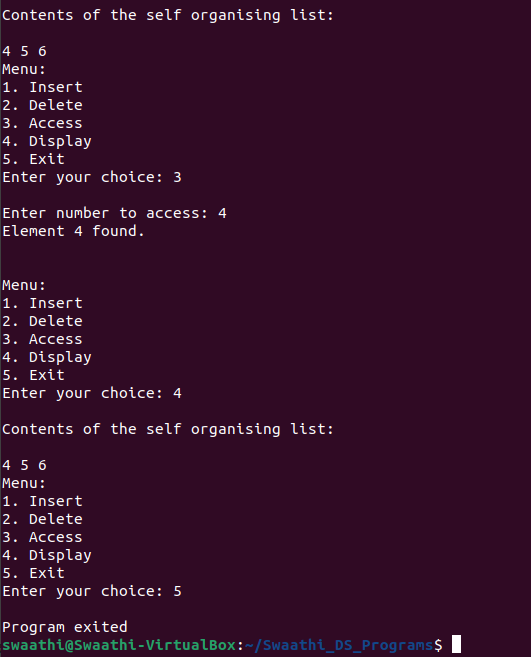 Contents of the self organising list:
4 5 6
Menu:
1. Insert
2. Delete
3. Access
4. Display
5. Exit
Enter your choice: 3
Enter number to access: 4
Element 4 found.
Menu:
1. Insert
2. Delete
3. Access
4. Display
5. Exit
Enter your choice: 4
Contents of the self organising list:
4 5 6
Menu:
1. Insert
2. Delete
3. Access
4. Display
5. Exit
Enter your choice: 5
Program exited
swaathi@Swaathi-VirtualBox:~/Swaathi_DS_Programs$